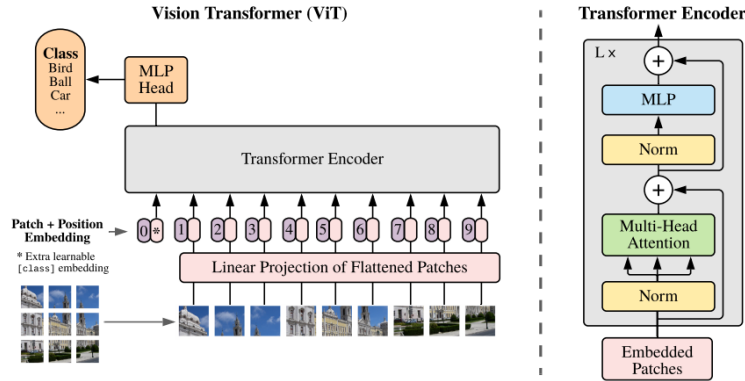 Vision Transformer (ViT)
Class
Bird
Ball
Car
...
MLP
Head
Transformer Encoder
Patch + Position
Embedding
0 * 1 2 3 4 5 6 7 8 9
* Extra learnable
[class] embedding
Linear Projection of Flattened Patches
Transformer Encoder
L ×
+
MLP
Norm
+
Multi-Head
Attention
Norm
Embedded
Patches